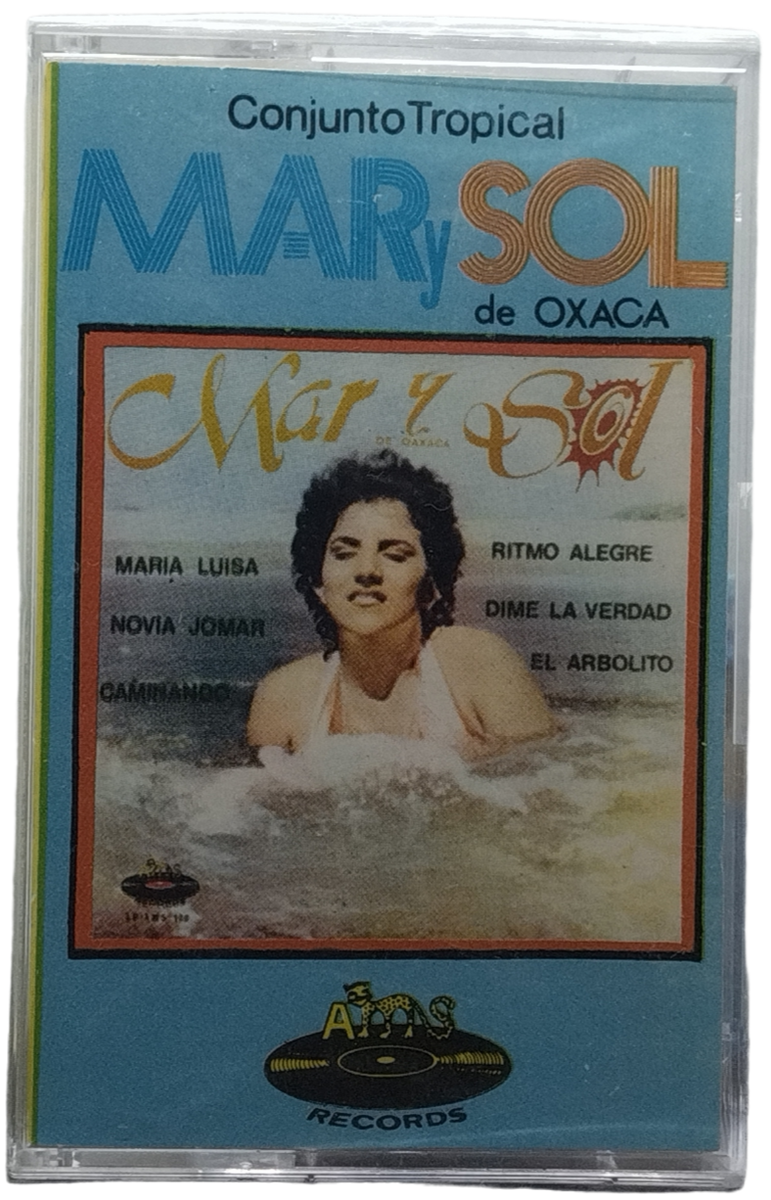 Conjunto Tropical
MAR y SOL
de OXACA
Mar y Sol
DE OAXACA
MARIA LUISA
NOVIA JOMAR
CAMINANDO
RITMO ALEGRE
DIME LA VERDAD
EL ARBOLITO
AMS
RECORDS